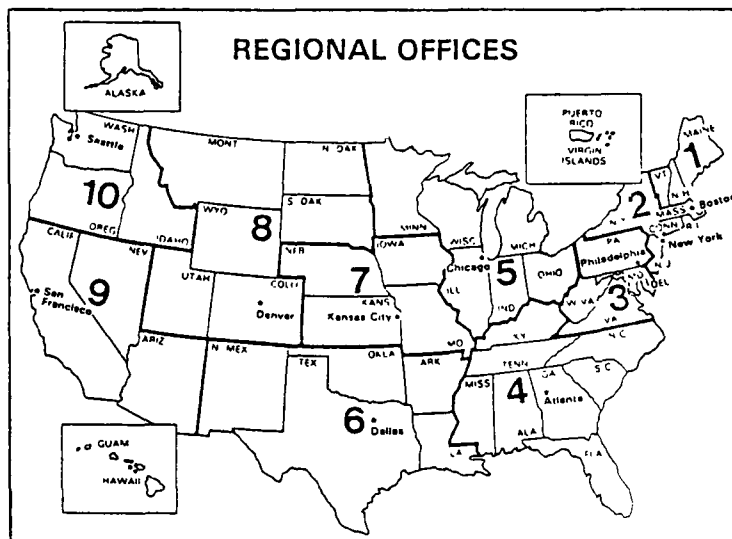 REGIONAL OFFICES
ALASKA
PUERTO
RICO
VIRGIN
ISLANDS
WASH
Seattle
MONT
N. DAK
MAINE
1
VT
N.H
10
S. DAK
2
Boston
WYO
8
MINN
N.Y.
MASS
OREG
IDAHO
WISC
MICH
CONN
R.I.
CALIF
NEV
NEB
IOWA
PA
New York
7
Chicago
5
OHIO
Philadelphia
N J
UTAH
COLO
ILL
MD
DEL
9
San
Francisco
Denver
KANS
Kansas City
IND
W.VA
3
VA
MO
KY
N.C.
ARIZ
N. MEX
OKLA
TEX
ARK
TENN
S.C.
MISS
4
GA
Atlanta
6
Dallas
ALA
GUAM
LA
FLA
HAWAII